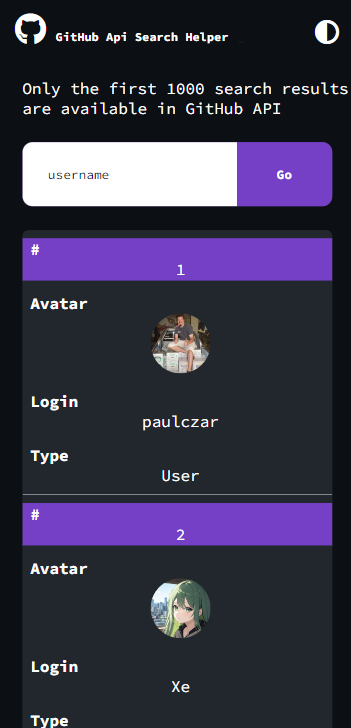 GitHub Api Search Helper
Only the first 1000 search results
are available in GitHub API
username
Go
#
1
Avatar
Login
paulczar
Type
User
#
2
Avatar
Login
Xe
Type